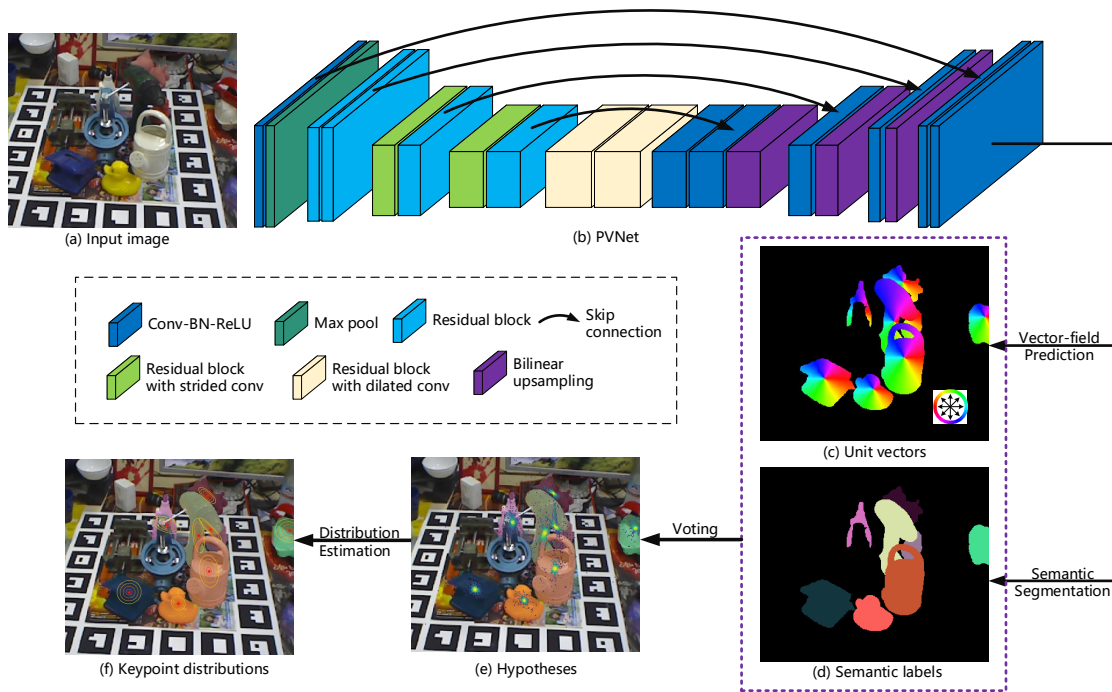 (a) Input image
(b) PVNet
Conv-BN-ReLU
Max pool
Residual block
Skip
connection
Residual block
with strided conv
Residual block
with dilated conv
Bilinear
upsampling
Vector-field
Prediction
(c) Unit vectors
Semantic
Segmentation
(d) Semantic labels
Voting
(e) Hypotheses
Distribution
Estimation
(f) Keypoint distributions